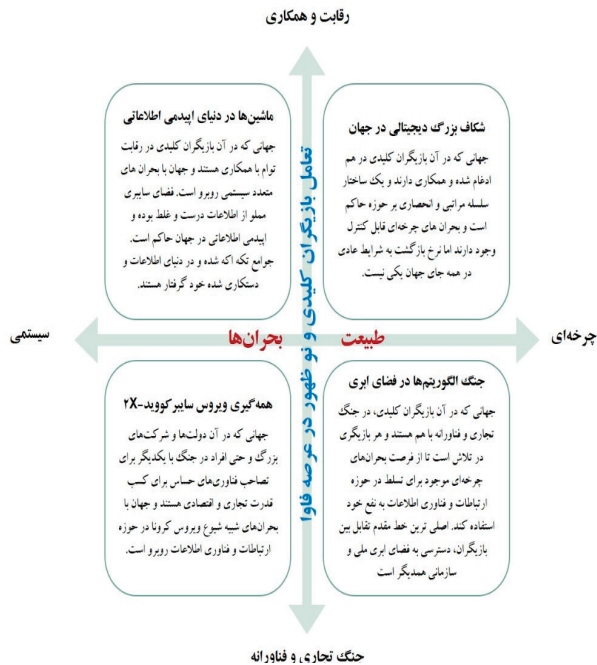 رقابت و همکاری
شکاف بزرگ دیجیتالی در جهان
جهانی که در آن بازیگران کلیدی در هم
ادغام شده و همکاری دارند و یک ساختار
سلسله مراتبی و انحصاری بر حوزه حاکم
است و بحران های چرخه‌ای قابل کنترل
وجود دارند اما نرخ بازگشت به شرایط عادی
در همه جای جهان یکی نیست.
ماشین‌ها در دنیای اپیدمی اطلاعاتی
جهانی که در آن بازیگران کلیدی در رقابت
توام با همکاری هستند و جهان با بحران های
متعدد سیستمی روبرو است. فضای سایبری
مملو از اطلاعات درست و غلط بوده و
اپیدمی اطلاعاتی در جهان حاکم است.
جوامع تکه تکه شده و در دنیای اطلاعات و
دستکاری شده خود گرفتار هستند.
تعامل بازیگران کلیدی و نو ظهور در عرصه فاوا
چرخه‌ای
طبیعت بحران‌ها
سیستمی
جنگ الگوریتم‌ها در فضای ابری
جهانی که در آن بازیگران کلیدی، در جنگ
تجاری و فناورانه با هم هستند و هر بازیگری
در تلاش است تا از فرصت بحران‌های
چرخه‌ای موجود برای تسلط در حوزه
ارتباطات و فناوری اطلاعات به نفع خود
استفاده کند. اصلی ترین خط مقدم تقابل بین
بازیگران، دسترسی به فضای ابری ملی و
سازمانی همدیگر است
همه‌گیری ویروس سایبر کووید-۲X
جهانی که در آن دولت‌ها و شرکت‌های
بزرگ و حتی افراد در جنگ با یکدیگر برای
تصاحب فناوری‌های حساس برای کسب
قدرت تجاری و اقتصادی هستند و جهان با
بحران‌های شبیه شیوع ویروس کرونا در حوزه
ارتباطات و فناوری اطلاعات روبرو است.
جنگ تجاری و فناورانه